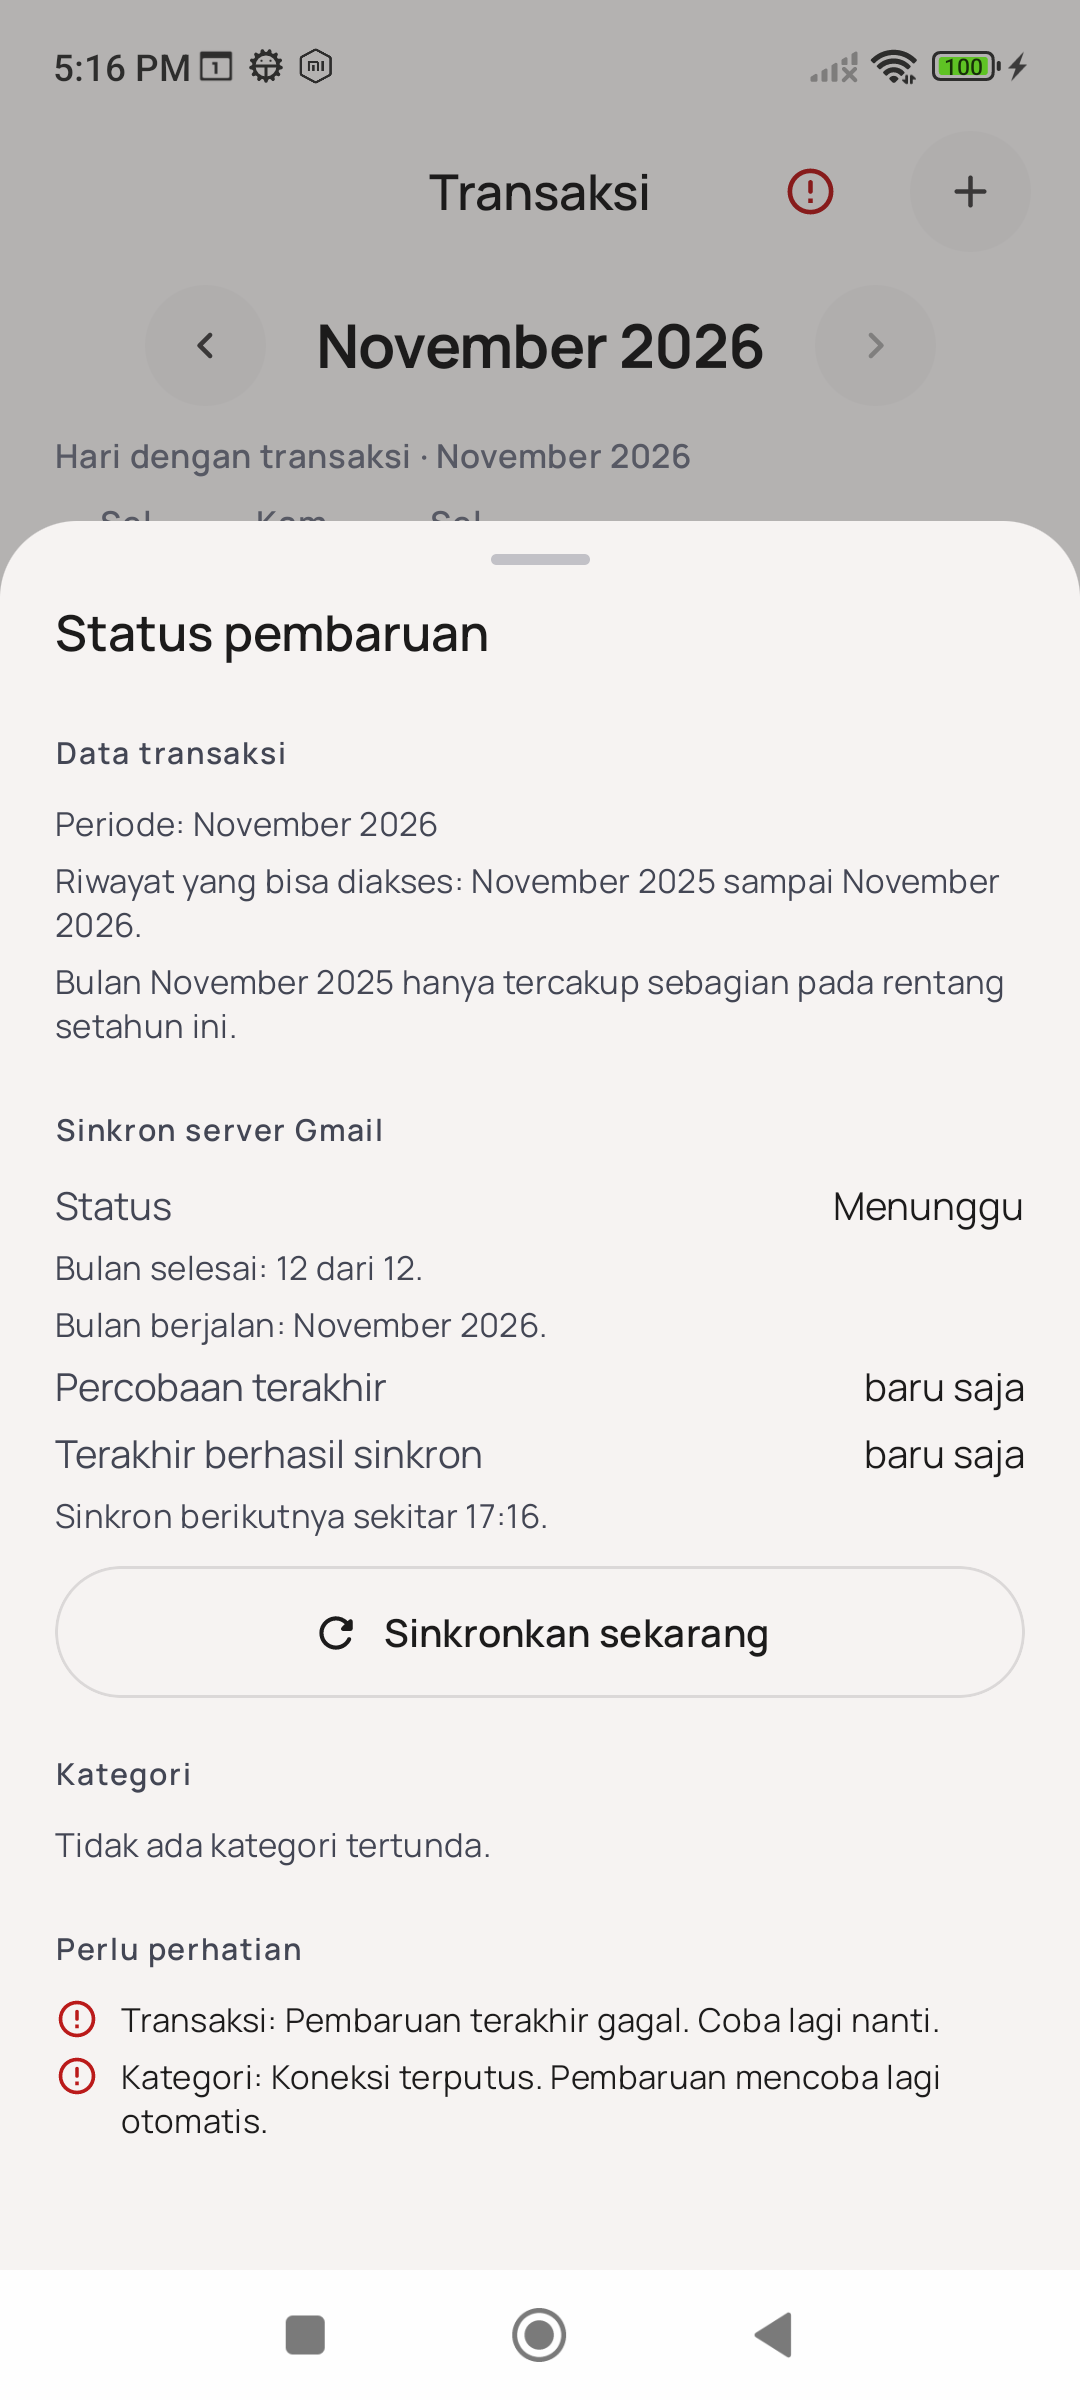 5:16 PM
100
Transaksi
November 2026
Hari dengan transaksi · November 2026
Status pembaruan
Data transaksi
Periode: November 2026
Riwayat yang bisa diakses: November 2025 sampai November
2026.
Bulan November 2025 hanya tercakup sebagian pada rentang
setahun ini.
Sinkron server Gmail
Status Menunggu
Bulan selesai: 12 dari 12.
Bulan berjalan: November 2026.
Percobaan terakhir baru saja
Terakhir berhasil sinkron baru saja
Sinkron berikutnya sekitar 17:16.
Sinkronkan sekarang
Kategori
Tidak ada kategori tertunda.
Perlu perhatian
Transaksi: Pembaruan terakhir gagal. Coba lagi nanti.
Kategori: Koneksi terputus. Pembaruan mencoba lagi
otomatis.